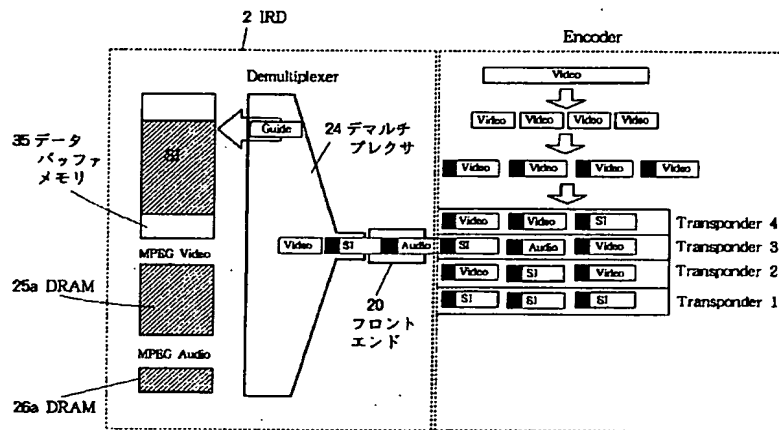 2 IRD
Encoder
Demultiplexer
Video
Video Video Video Video
Guide
24 デマルチ
プレクサ
35 データ
バッファ
メモリ
SI
Video Video Video Video
Video Video SI Transponder 4
Video SI Audio SI Audio Video Transponder 3
Video SI Video Transponder 2
SI SI SI Transponder 1
MPEG Video
25a DRAM
20
フロント
エンド
MPEG Audio
26a DRAM